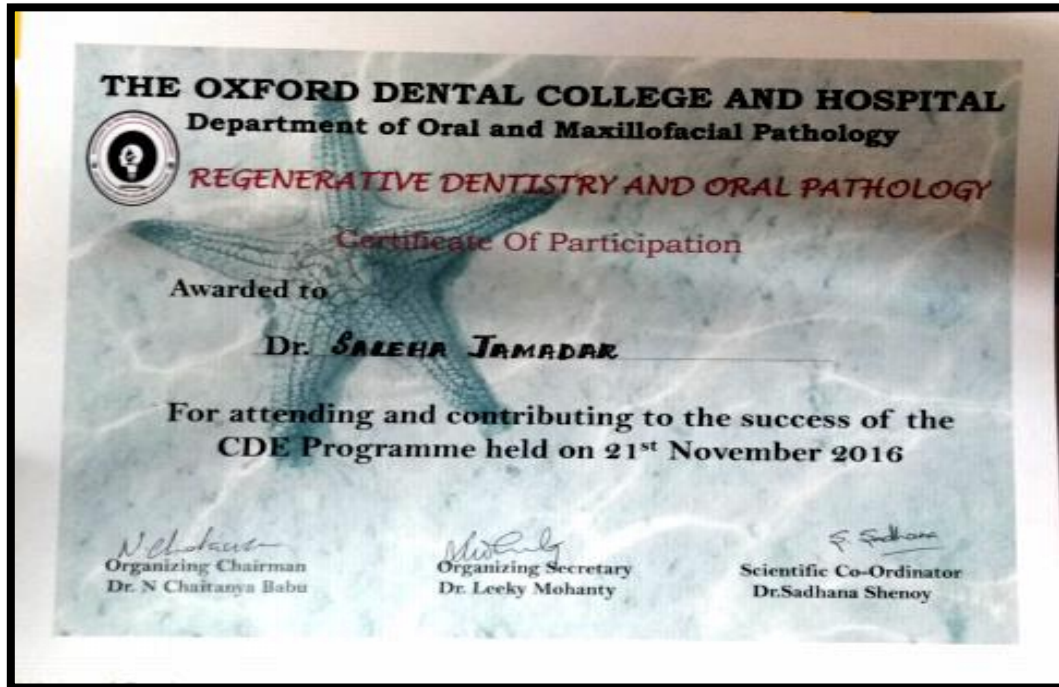 THE OXFORD DENTAL COLLEGE AND HOSPITAL
Department of Oral and Maxillofacial Pathology
REGENERATIVE DENTISTRY AND ORAL PATHOLOGY
Certificate Of Participation
Awarded to
Dr. SALEHA JAMADAR
For attending and contributing to the success of the
CDE Programme held on 21st November 2016
S. Sadhana
Organizing Chairman
Organizing Secretary
Scientific Co-Ordinator
Dr. N Chaitanya Babu
Dr. Leeky Mohanty
Dr.Sadhana Shenoy